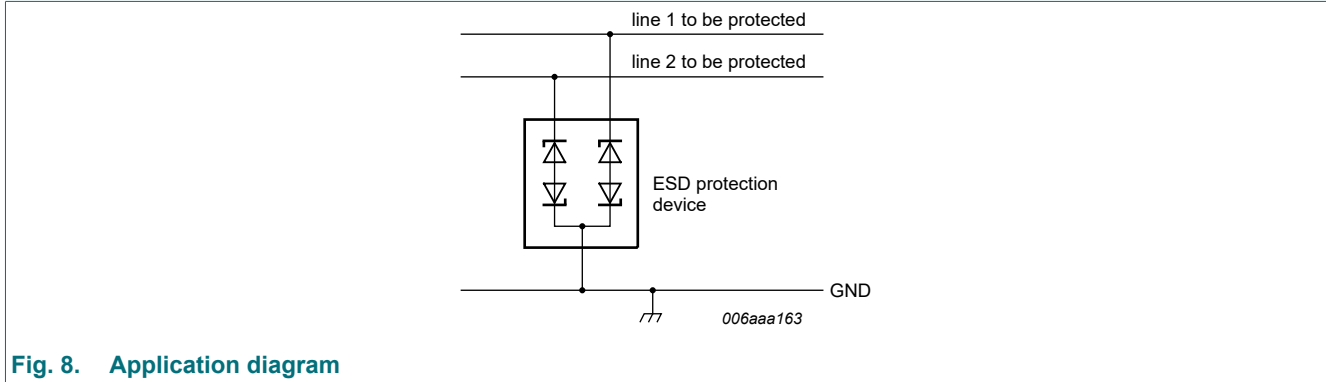 line 1 to be protected
line 2 to be protected
ESD protection
device
GND
006aaa163
Fig. 8. Application diagram